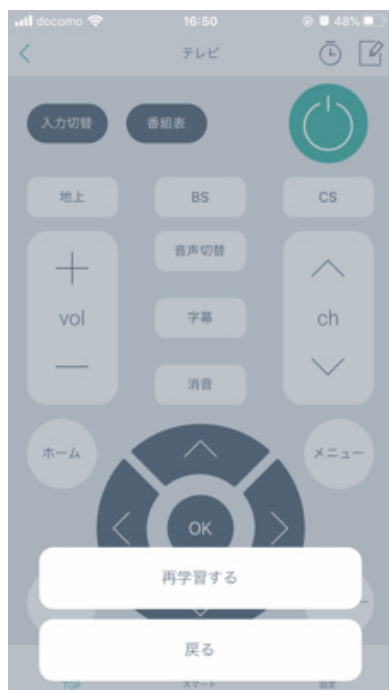 docomo 16:50 48%
テレビ
入力切替 番組表
地上 BS CS
音声切替
vol 字幕 ch
消音
ホーム メニュー
OK
再学習する
戻る
TOP スマート 設定